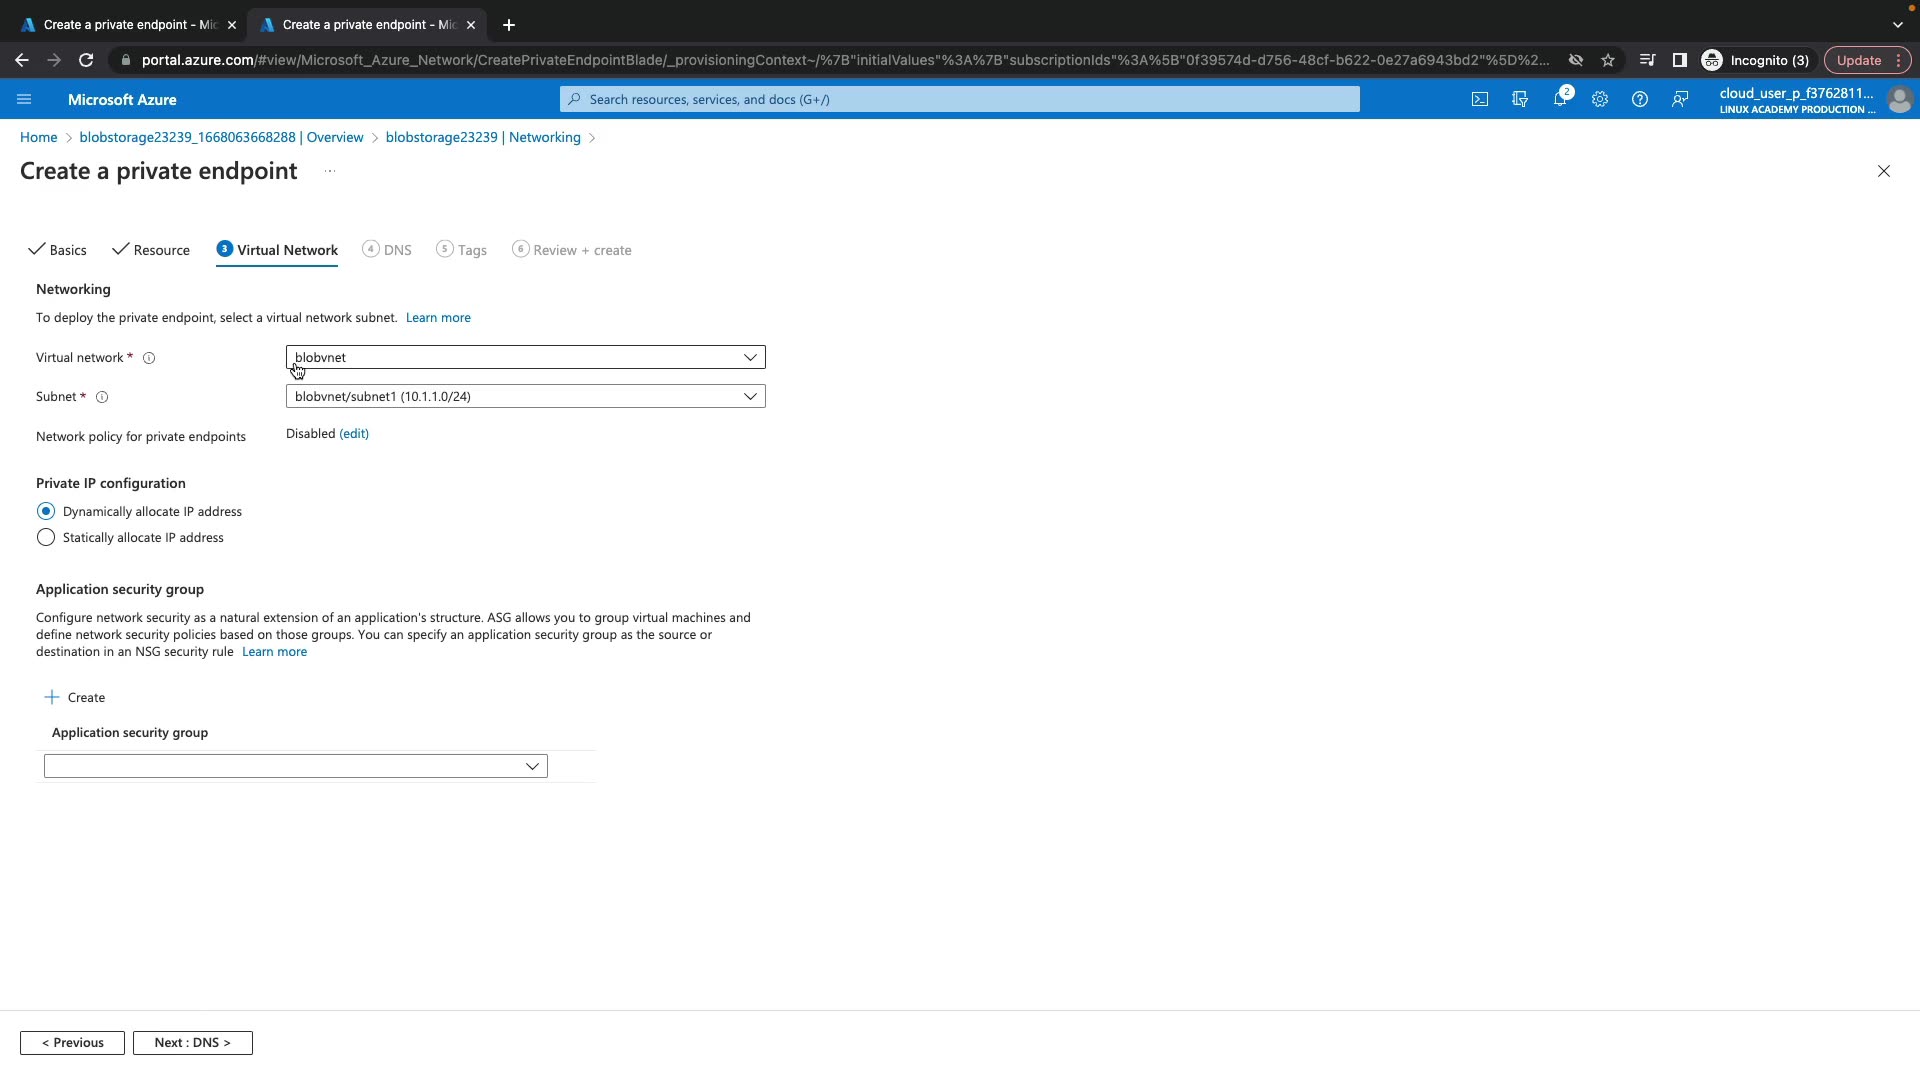 Create a private endpoint - Mic
Create a private endpoint - Mic
portal.azure.com/#view/Microsoft_Azure_Network/CreatePrivateEndpointBlade/_provisioningContext~/%7B"initialValues"%3A%7B"subscriptionIds"%3A%5B"0f39574d-d756-48cf-b622-0e27a6943bd2"%5D%2...
Incognito (3)
Update
Microsoft Azure
Search resources, services, and docs (G+/)
2
cloud_user_p_f3762811...
LINUX ACADEMY PRODUCTION ...
Home > blobstorage23239_1668063668288 | Overview > blobstorage23239 | Networking >
Create a private endpoint ...
Basics
Resource
3 Virtual Network
4 DNS
5 Tags
6 Review + create
Networking
To deploy the private endpoint, select a virtual network subnet. Learn more
Virtual network *
blobvnet
Subnet *
blobvnet/subnet1 (10.1.1.0/24)
Network policy for private endpoints
Disabled (edit)
Private IP configuration
Dynamically allocate IP address
Statically allocate IP address
Application security group
Configure network security as a natural extension of an application's structure. ASG allows you to group virtual machines and
define network security policies based on those groups. You can specify an application security group as the source or
destination in an NSG security rule Learn more
+ Create
Application security group
< Previous
Next : DNS >